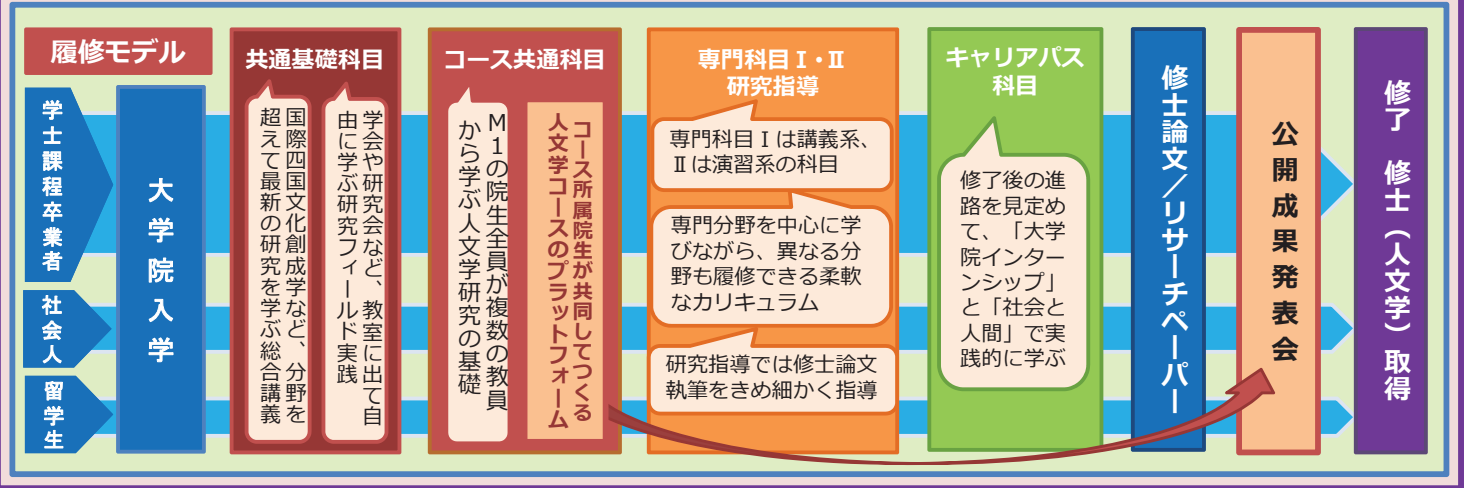 履修モデル
学士課程卒業者
社会人
留学生
大学院入学
共通基礎科目
学会や研究会など、教室に出て自
由に学ぶ研究フィールド実践
国際四国文化創成学など、分野を
超えて最新の研究を学ぶ総合講義
コース共通科目
コース所属院生が共同してつくる
人文学コースのプラットフォーム
M1の院生全員が複数の教員
から学ぶ人文学研究の基礎
専門科目Ⅰ・Ⅱ
研究指導
専門科目Ⅰは講義系、
Ⅱは演習系の科目
専門分野を中心に学
びながら、異なる分
野も履修できる柔軟
なカリキュラム
研究指導では修士論文
執筆をきめ細かく指導
キャリアパス
科目
修了後の進
路を見定め
て、「大学
院インター
ンシップ」
と「社会と
人間」で実
践的に学ぶ
修士論文／リサーチペーパー
公開成果発表会
修了 修士（人文学）取得